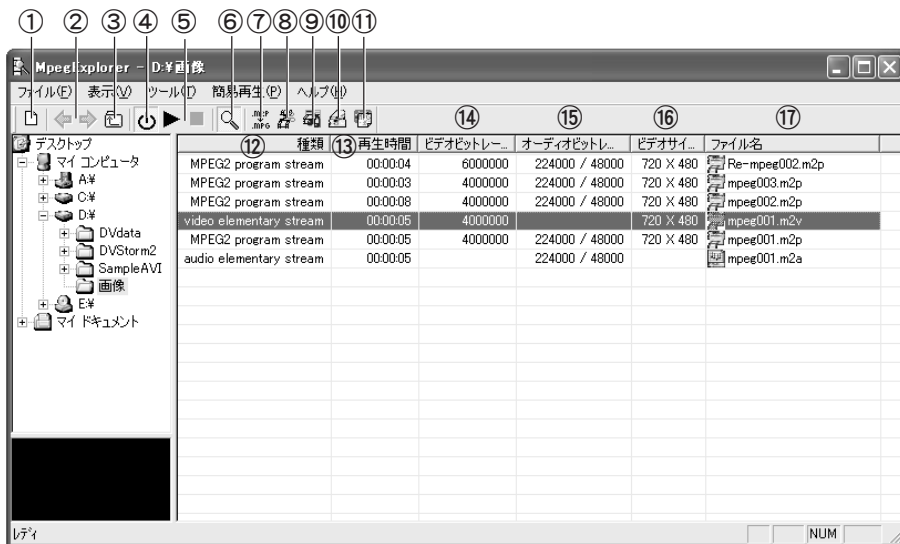 ① ② ③ ④ ⑤ ⑥ ⑦ ⑧ ⑨ ⑩ ⑪
MpegExplorer - D:¥画像
ファイル(F) 表示(V) ツール(T) 簡易再生(P) ヘルプ(H)
.m2p
.MPG
⑫ ⑬ ⑭ ⑮ ⑯ ⑰
デスクトップ
マイ コンピュータ
A:¥
C:¥
D:¥
DVdata
DVStorm2
SampleAVI
画像
E:¥
マイ ドキュメント
種類 再生時間 ビデオビットレー... オーディオビットレ... ビデオサイ... ファイル名
MPEG2 program stream 00:00:04 6000000 224000 / 48000 720 X 480 Re-mpeg002.m2p
MPEG2 program stream 00:00:03 4000000 224000 / 48000 720 X 480 mpeg003.m2p
MPEG2 program stream 00:00:08 4000000 224000 / 48000 720 X 480 mpeg002.m2p
video elementary stream 00:00:05 4000000 720 X 480 mpeg001.m2v
MPEG2 program stream 00:00:05 4000000 224000 / 48000 720 X 480 mpeg001.m2p
audio elementary stream 00:00:05 224000 / 48000 mpeg001.m2a
レディ NUM